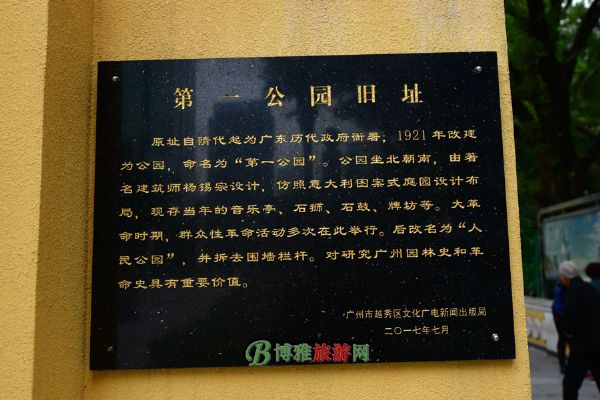 第一公园旧址
原址自清代起为广东历代政府衙署，1921年改建
为公园，命名为“第一公园”。公园坐北朝南，由著
名建筑师杨锡宗设计，仿照意大利图案式庭园设计布
局，现存当年的音乐亭、石狮、石鼓、牌坊等。大革
命时期，群众性革命活动多次在此举行。后改名为“人
民公园”，并拆去围墙栏杆。对研究广州园林史和革
命史具有重要价值。
广州市越秀区文化广电新闻出版局
二〇一七年七月
博雅旅游网